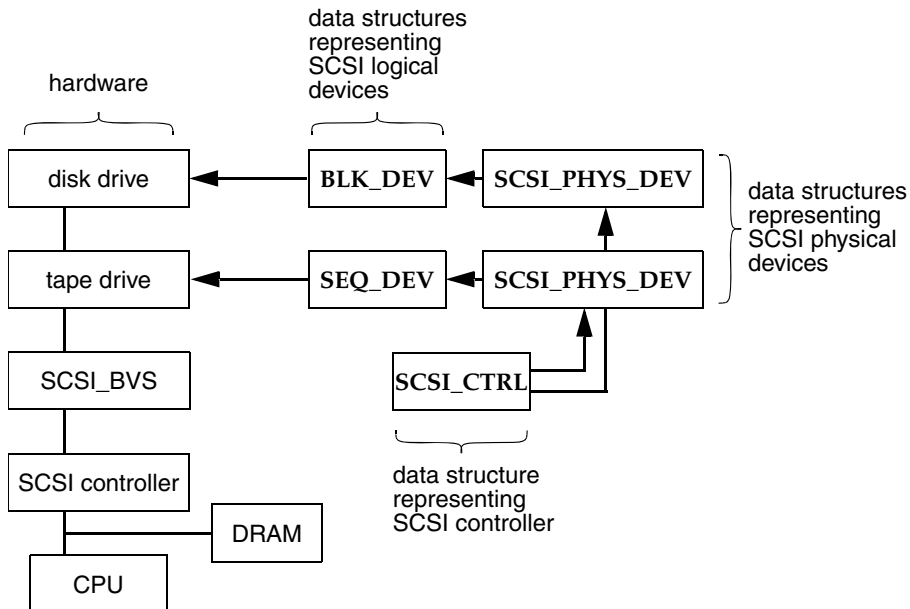 data structures
representing
SCSI logical
devices
hardware
disk drive
BLK_DEV
SCSI_PHYS_DEV
data structures
representing
SCSI physical
devices
tape drive
SEQ_DEV
SCSI_PHYS_DEV
SCSI_BVS
SCSI_CTRL
SCSI controller
data structure
representing
SCSI controller
DRAM
CPU